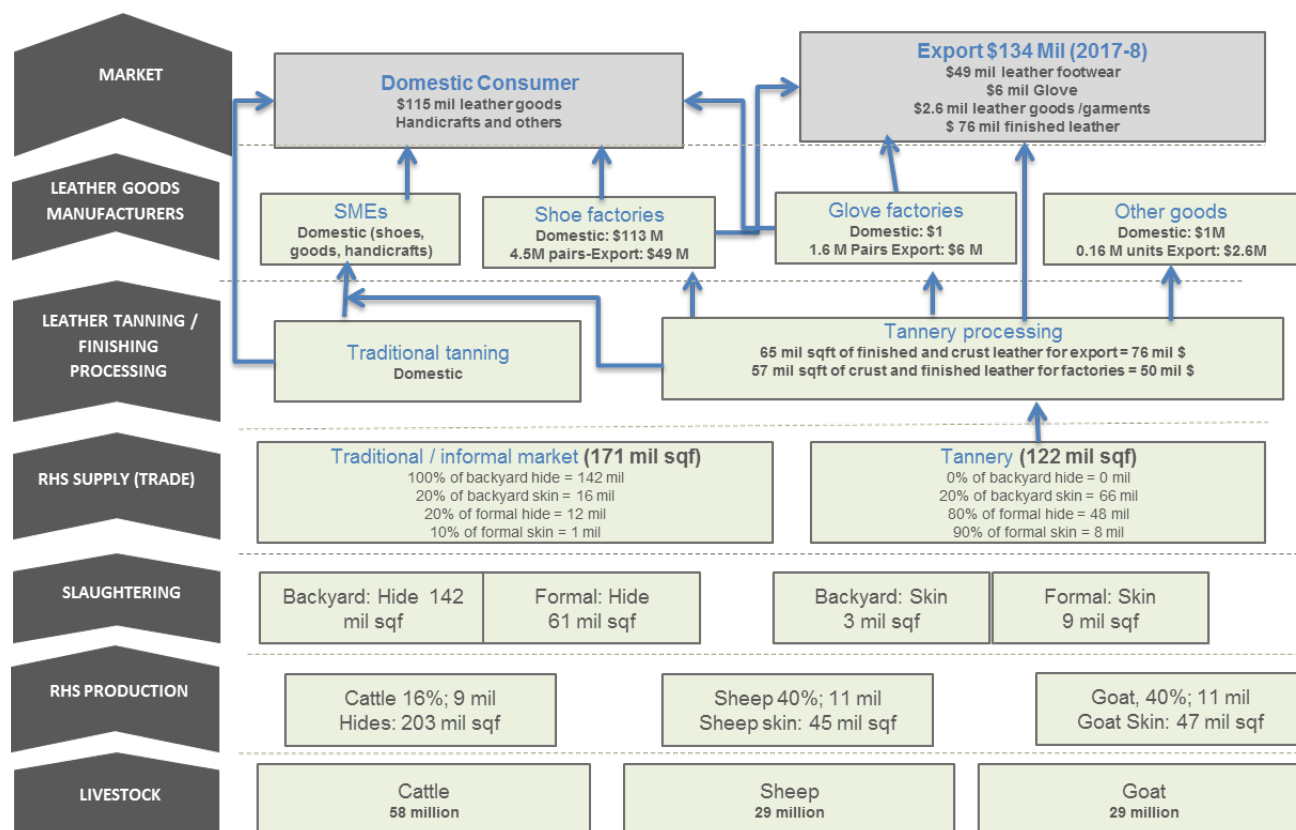 MARKET
Domestic Consumer
$115 mil leather goods
Handicrafts and others
Export $134 Mil (2017-8)
$49 mil leather footwear
$6 mil Glove
$2.6 mil leather goods /garments
$ 76 mil finished leather
LEATHER GOODS
MANUFACTURERS
SMEs
Domestic (shoes,
goods, handicrafts)
Shoe factories
Domestic: $113 M
4.5M pairs-Export: $49 M
Glove factories
Domestic: $1
1.6 M Pairs Export: $6 M
Other goods
Domestic: $1M
0.16 M units Export: $2.6M
LEATHER TANNING /
FINISHING
PROCESSING
Traditional tanning
Domestic
Tannery processing
65 mil sqft of finished and crust leather for export = 76 mil $
57 mil sqft of crust and finished leather for factories = 50 mil $
RHS SUPPLY (TRADE)
Traditional / informal market (171 mil sqf)
100% of backyard hide = 142 mil
20% of backyard skin = 16 mil
20% of formal hide = 12 mil
10% of formal skin = 1 mil
Tannery (122 mil sqf)
0% of backyard hide = 0 mil
20% of backyard skin = 66 mil
80% of formal hide = 48 mil
90% of formal skin = 8 mil
SLAUGHTERING
Backyard: Hide 142
mil sqf
Formal: Hide
61 mil sqf
Backyard: Skin
3 mil sqf
Formal: Skin
9 mil sqf
RHS PRODUCTION
Cattle 16%; 9 mil
Hides: 203 mil sqf
Sheep 40%; 11 mil
Sheep skin: 45 mil sqf
Goat, 40%; 11 mil
Goat Skin: 47 mil sqf
LIVESTOCK
Cattle
58 million
Sheep
29 million
Goat
29 million